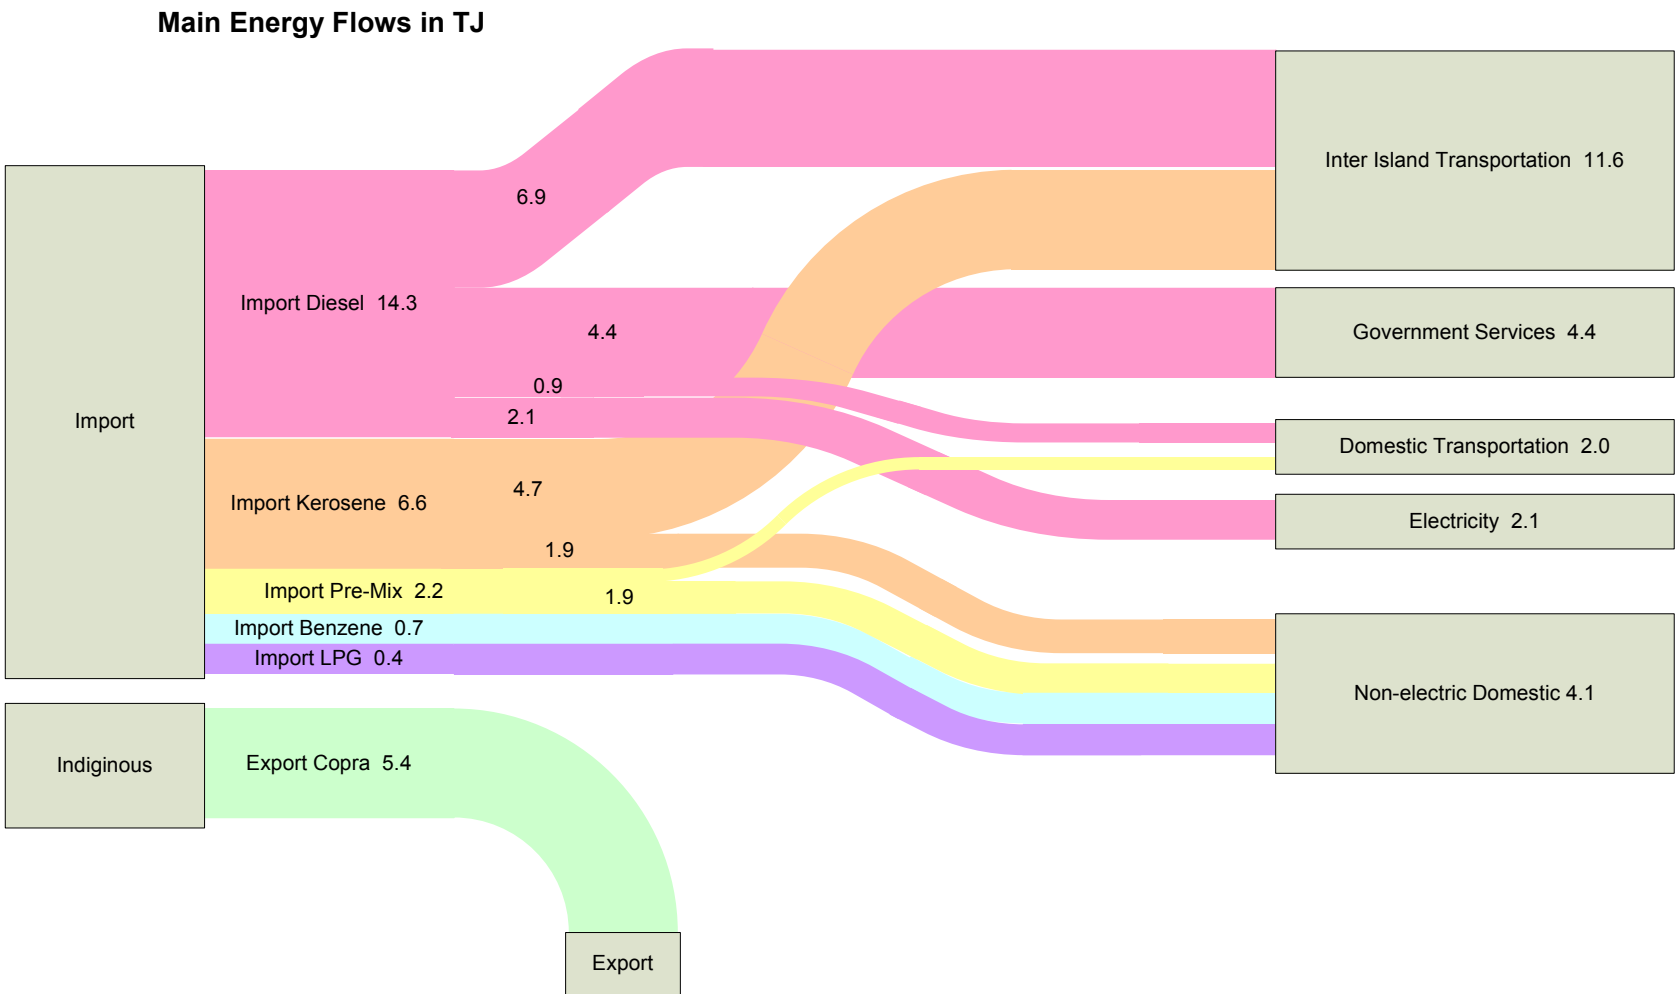 Main Energy Flows in TJ
Inter Island Transportation 11.6
6.9
Import Diesel 14.3
4.4
Government Services 4.4
0.9
2.1
Import
Domestic Transportation 2.0
4.7
Import Kerosene 6.6
Electricity 2.1
1.9
Import Pre-Mix 2.2
1.9
Import Benzene 0.7
Import LPG 0.4
Non-electric Domestic 4.1
Indiginous
Export Copra 5.4
Export